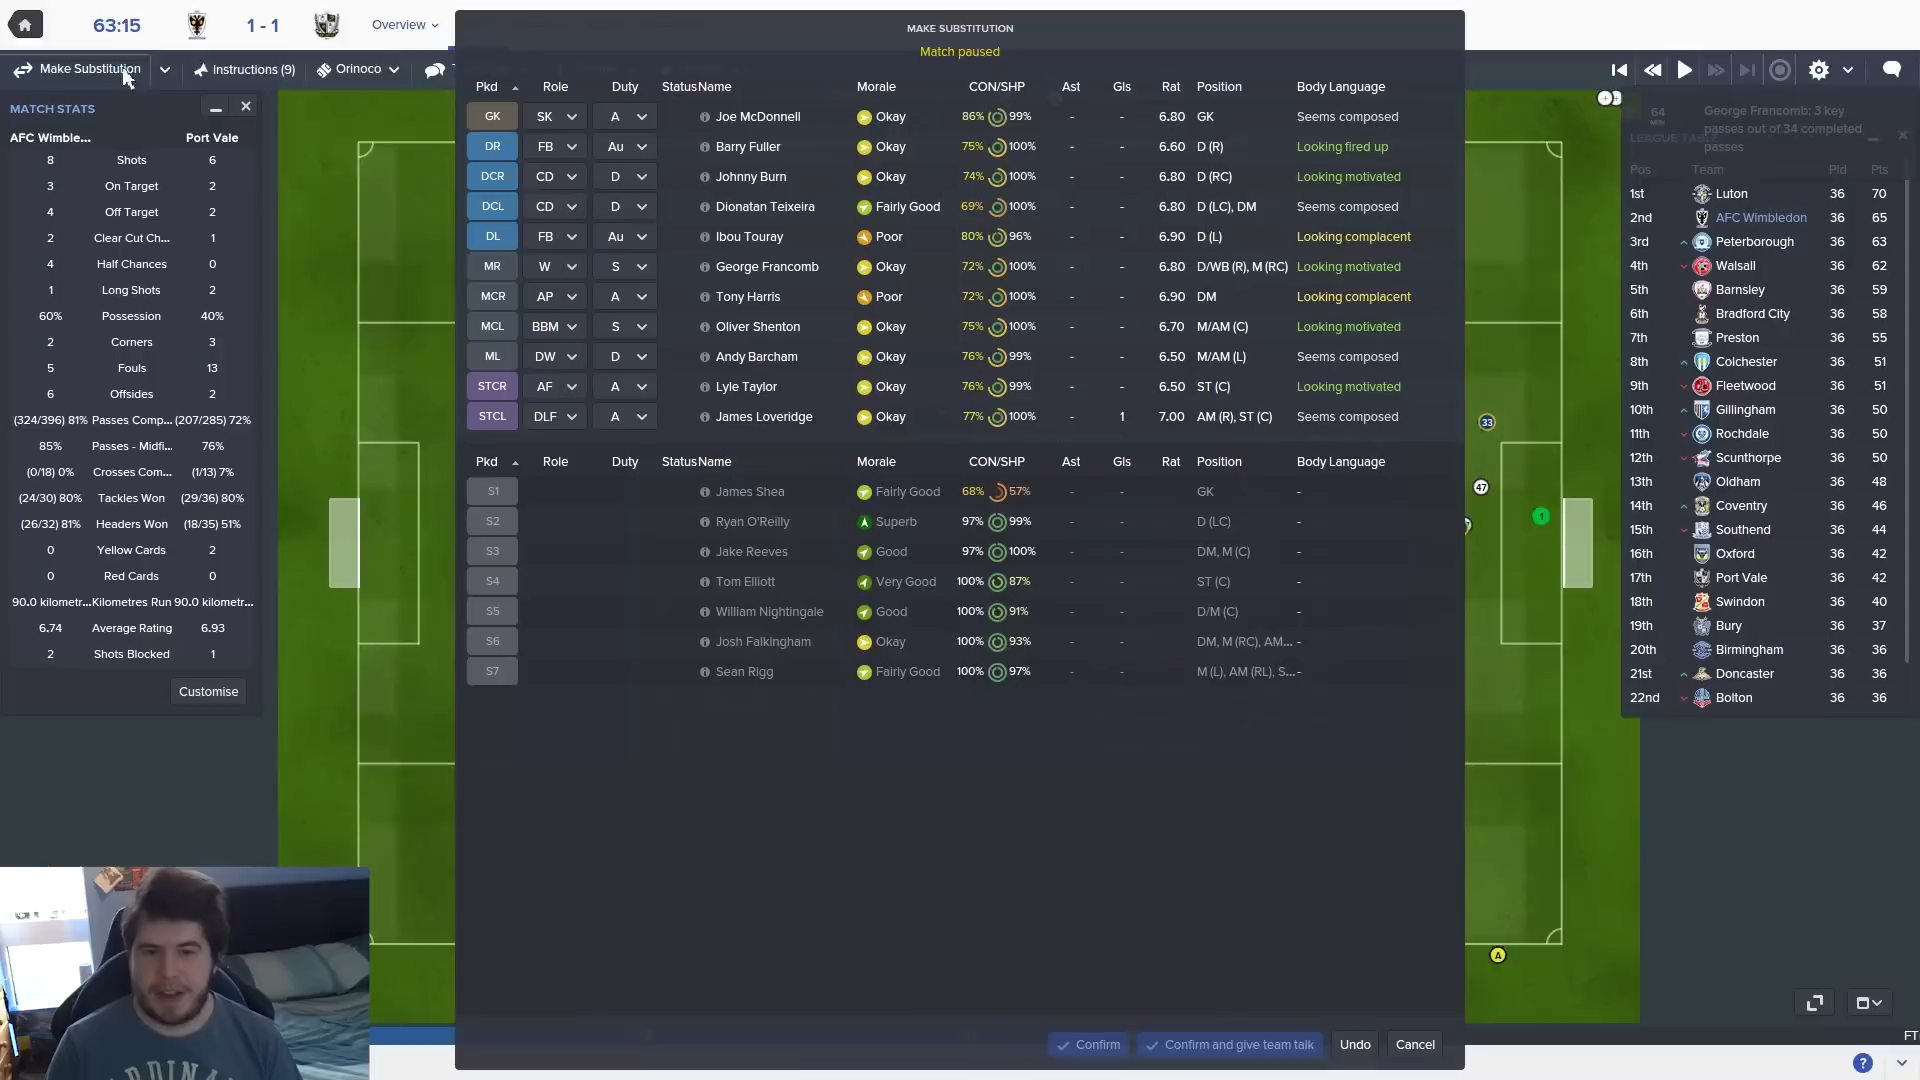 63:15
1 - 1
Overview
MAKE SUBSTITUTION
Match paused
Make Substitution
Instructions (9)
Orinoco
MATCH STATS
AFC Wimble... Port Vale
8 Shots 6
3 On Target 2
4 Off Target 2
2 Clear Cut Ch... 1
4 Half Chances 0
1 Long Shots 2
60% Possession 40%
2 Corners 3
5 Fouls 13
6 Offsides 2
(324/396) 81% Passes Comp... (207/285) 72%
85% Passes - Midfi... 76%
(0/18) 0% Crosses Com... (1/13) 7%
(24/30) 80% Tackles Won (29/36) 80%
(26/32) 81% Headers Won (18/35) 51%
0 Yellow Cards 2
0 Red Cards 0
90.0 kilometr... Kilometres Run 90.0 kilometr...
6.74 Average Rating 6.93
2 Shots Blocked 1
Customise
Pkd Role Duty Status Name Morale CON/SHP Ast Gls Rat Position Body Language
GK SK A Joe McDonnell Okay 86% 99% - - 6.80 GK Seems composed
DR FB Au Barry Fuller Okay 75% 100% - - 6.60 D (R) Looking fired up
DCR CD D Johnny Burn Okay 74% 100% - - 6.80 D (RC) Looking motivated
DCL CD D Dionatan Teixeira Fairly Good 69% 100% - - 6.80 D (LC), DM Seems composed
DL FB Au Ibou Touray Poor 80% 96% - - 6.90 D (L) Looking complacent
MR W S George Francomb Okay 72% 100% - - 6.80 D/WB (R), M (RC) Looking motivated
MCR AP A Tony Harris Poor 72% 100% - - 6.90 DM Looking complacent
MCL BBM S Oliver Shenton Okay 75% 100% - - 6.70 M/AM (C) Looking motivated
ML DW D Andy Barcham Okay 76% 99% - - 6.50 M/AM (L) Seems composed
STCR AF A Lyle Taylor Okay 76% 99% - - 6.50 ST (C) Looking motivated
STCL DLF A James Loveridge Okay 77% 100% - 1 7.00 AM (R), ST (C) Seems composed
Pkd Role Duty Status Name Morale CON/SHP Ast Gls Rat Position Body Language
S1 James Shea Fairly Good 68% 57% - - - GK -
S2 Ryan O'Reilly Superb 97% 99% - - - D (LC) -
S3 Jake Reeves Good 97% 100% - - - DM, M (C) -
S4 Tom Elliott Very Good 100% 87% - - - ST (C) -
S5 William Nightingale Good 100% 91% - - - D/M (C) -
S6 Josh Falkingham Okay 100% 93% - - - DM, M (RC), AM... -
S7 Sean Rigg Fairly Good 100% 97% - - - M (L), AM (RL), S... -
Confirm
Confirm and give team talk
Undo
Cancel
33
47
1
A
64
MIN
George Francomb: 3 key
passes out of 34 completed
passes
Pos Team Pld Pts
1st Luton 36 70
2nd AFC Wimbledon 36 65
3rd Peterborough 36 63
4th Walsall 36 62
5th Barnsley 36 59
6th Bradford City 36 58
7th Preston 36 55
8th Colchester 36 51
9th Fleetwood 36 51
10th Gillingham 36 50
11th Rochdale 36 50
12th Scunthorpe 36 50
13th Oldham 36 48
14th Coventry 36 46
15th Southend 36 44
16th Oxford 36 42
17th Port Vale 36 42
18th Swindon 36 40
19th Bury 36 37
20th Birmingham 36 36
21st Doncaster 36 36
22nd Bolton 36 36
FT
?